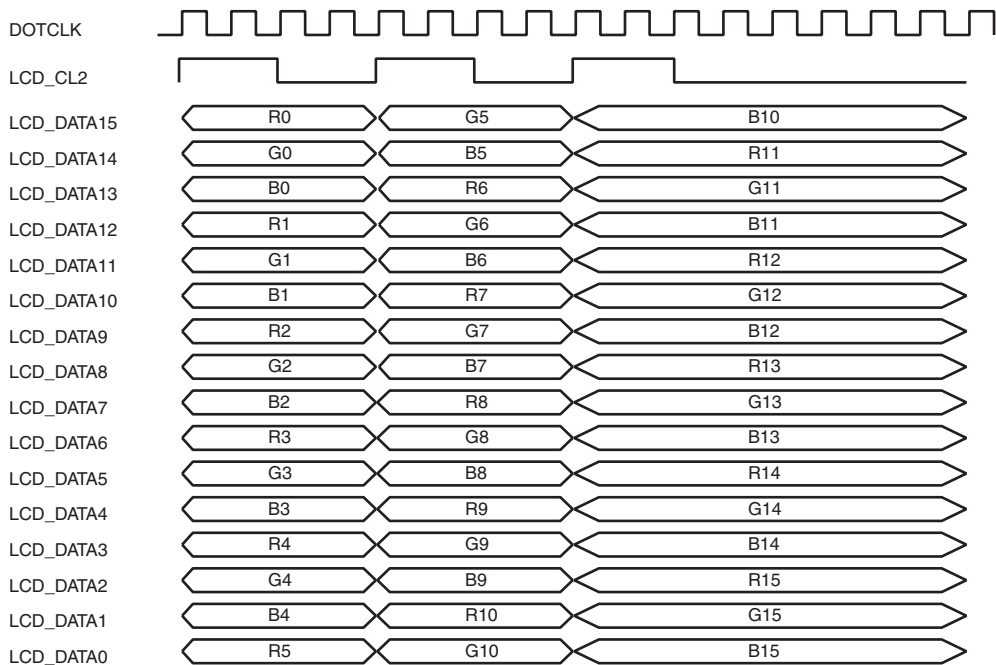 DOTCLK
LCD_CL2
LCD_DATA15 R0 G5 B10
LCD_DATA14 G0 B5 R11
LCD_DATA13 B0 R6 G11
LCD_DATA12 R1 G6 B11
LCD_DATA11 G1 B6 R12
LCD_DATA10 B1 R7 G12
LCD_DATA9 R2 G7 B12
LCD_DATA8 G2 B7 R13
LCD_DATA7 B2 R8 G13
LCD_DATA6 R3 G8 B13
LCD_DATA5 G3 B8 R14
LCD_DATA4 B3 R9 G14
LCD_DATA3 R4 G9 B14
LCD_DATA2 G4 B9 R15
LCD_DATA1 B4 R10 G15
LCD_DATA0 R5 G10 B15